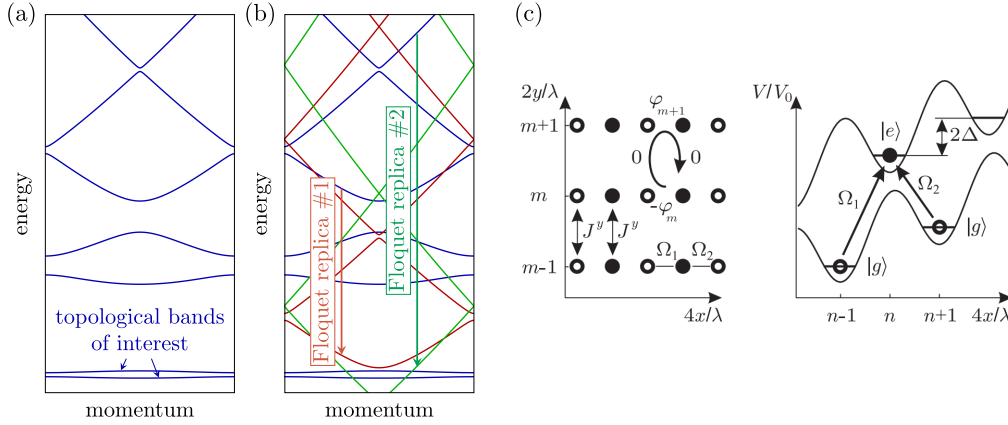 (a)
energy
topological bands
of interest
momentum
(b)
energy
Floquet replica #1
Floquet replica #2
momentum
(c)
2y/λ
m+1
m
m-1
φ_{m+1}
0
0
-φ_m
J^y
J^y
Ω_1
Ω_2
4x/λ
V/V_0
|e⟩
2Δ
Ω_1
Ω_2
|g⟩
|g⟩
n-1
n
n+1
4x/λ